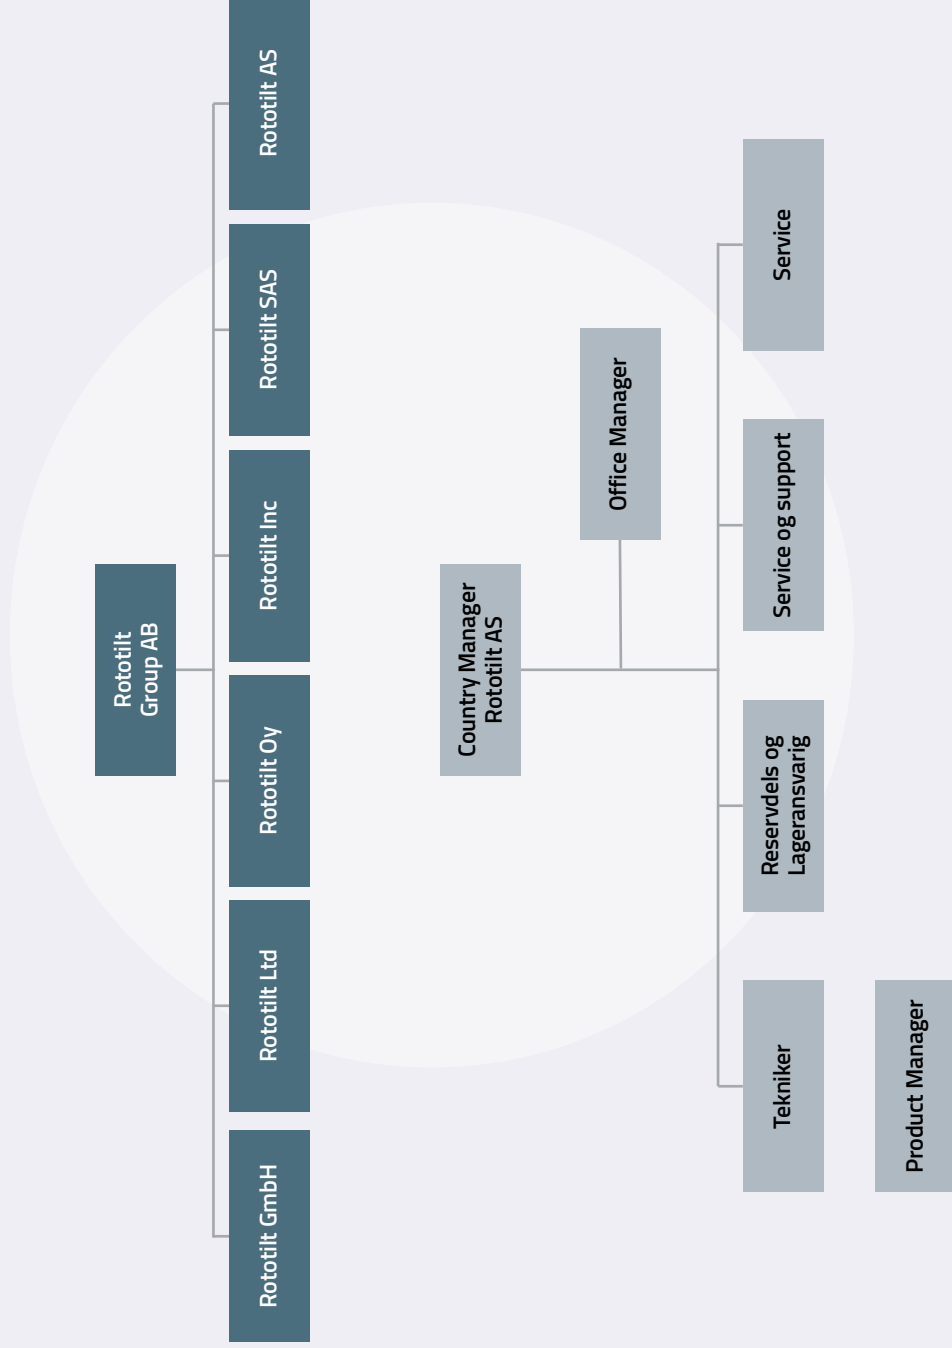 Rototilt
Group AB
Rototilt GmbH
Rototilt Ltd
Rototilt Oy
Rototilt Inc
Rototilt SAS
Rototilt AS
Country Manager
Rototilt AS
Office Manager
Tekniker
Reservdels og
Lageransvarig
Service og support
Service
Product Manager